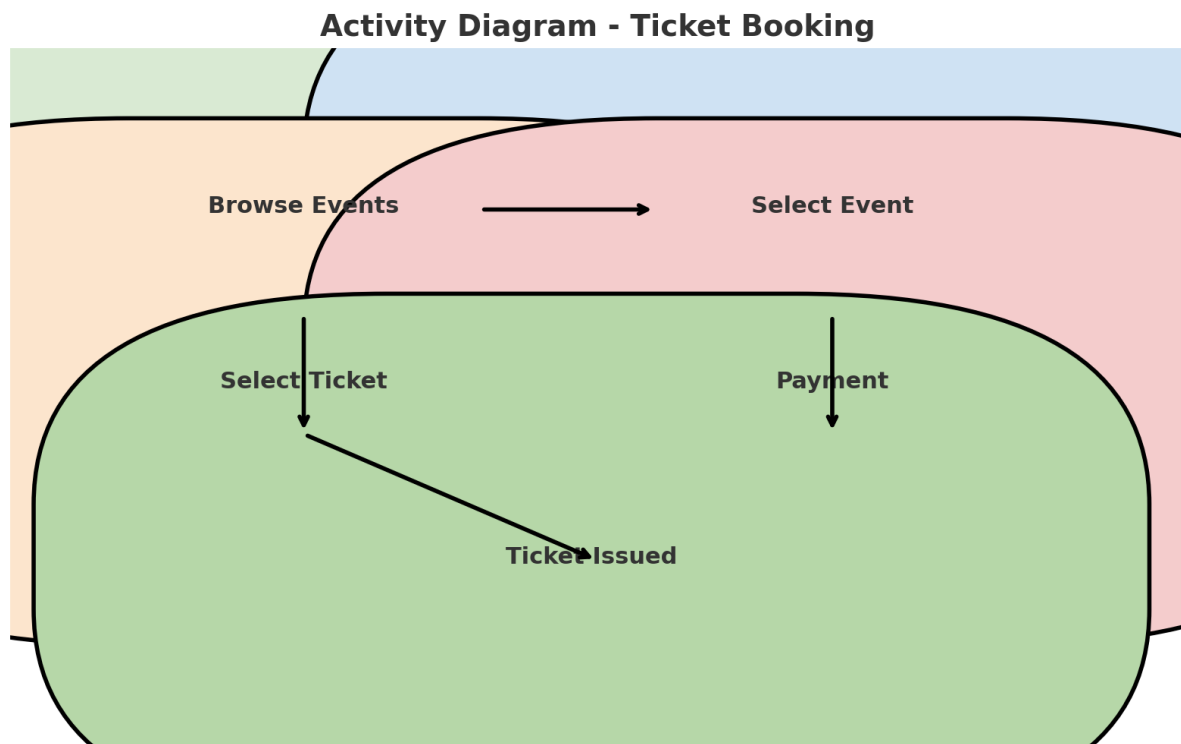 Activity Diagram - Ticket Booking
Browse Events
Select Event
Select Ticket
Payment
Ticket Issued